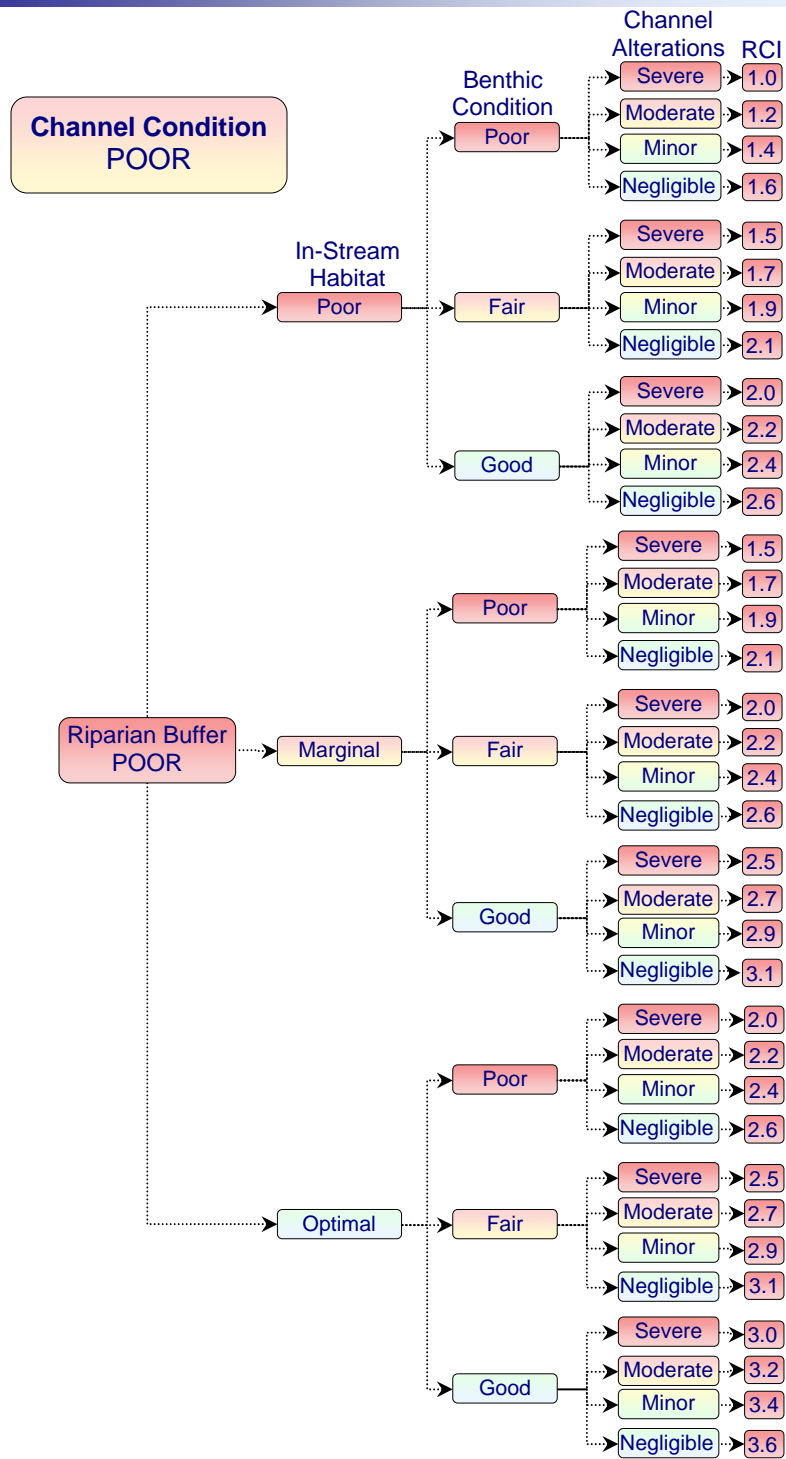 Channel
Alterations RCI
Channel Condition
POOR
Benthic
Condition
In-Stream
Habitat
Riparian Buffer
POOR
Poor
Poor
Severe 1.0
Moderate 1.2
Minor 1.4
Negligible 1.6
Fair
Severe 1.5
Moderate 1.7
Minor 1.9
Negligible 2.1
Good
Severe 2.0
Moderate 2.2
Minor 2.4
Negligible 2.6
Marginal
Poor
Severe 1.5
Moderate 1.7
Minor 1.9
Negligible 2.1
Fair
Severe 2.0
Moderate 2.2
Minor 2.4
Negligible 2.6
Good
Severe 2.5
Moderate 2.7
Minor 2.9
Negligible 3.1
Optimal
Poor
Severe 2.0
Moderate 2.2
Minor 2.4
Negligible 2.6
Fair
Severe 2.5
Moderate 2.7
Minor 2.9
Negligible 3.1
Good
Severe 3.0
Moderate 3.2
Minor 3.4
Negligible 3.6